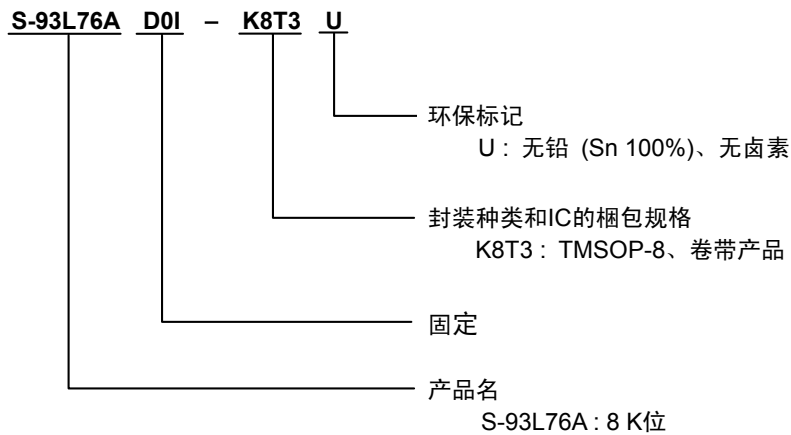 S-93L76A D0I – K8T3 U
环保标记
U : 无铅 (Sn 100%)、无卤素
封装种类和IC的梱包规格
K8T3 : TMSOP-8、卷带产品
固定
产品名
S-93L76A : 8 K位